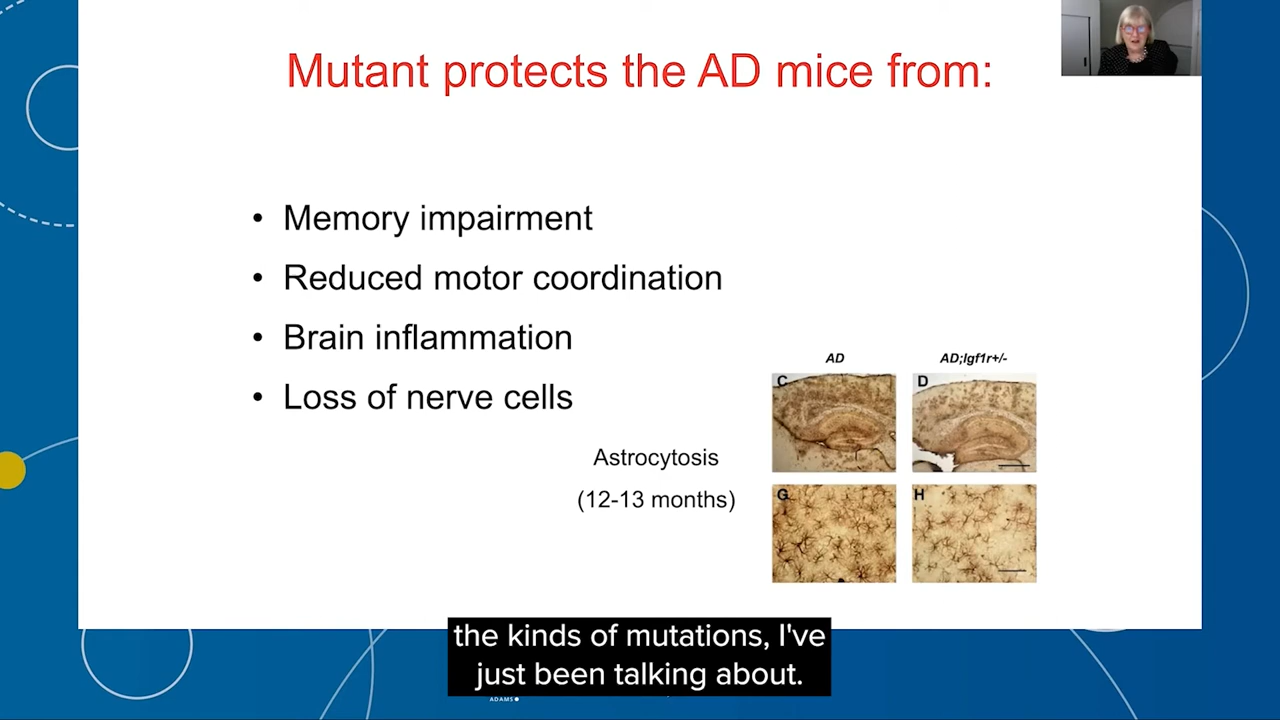 Mutant protects the AD mice from:
• Memory impairment
• Reduced motor coordination
• Brain inflammation
• Loss of nerve cells
Astrocytosis
(12-13 months)
AD
AD;Igf1r+/-
C
D
G
H
the kinds of mutations, I've
just been talking about.
ADAMS